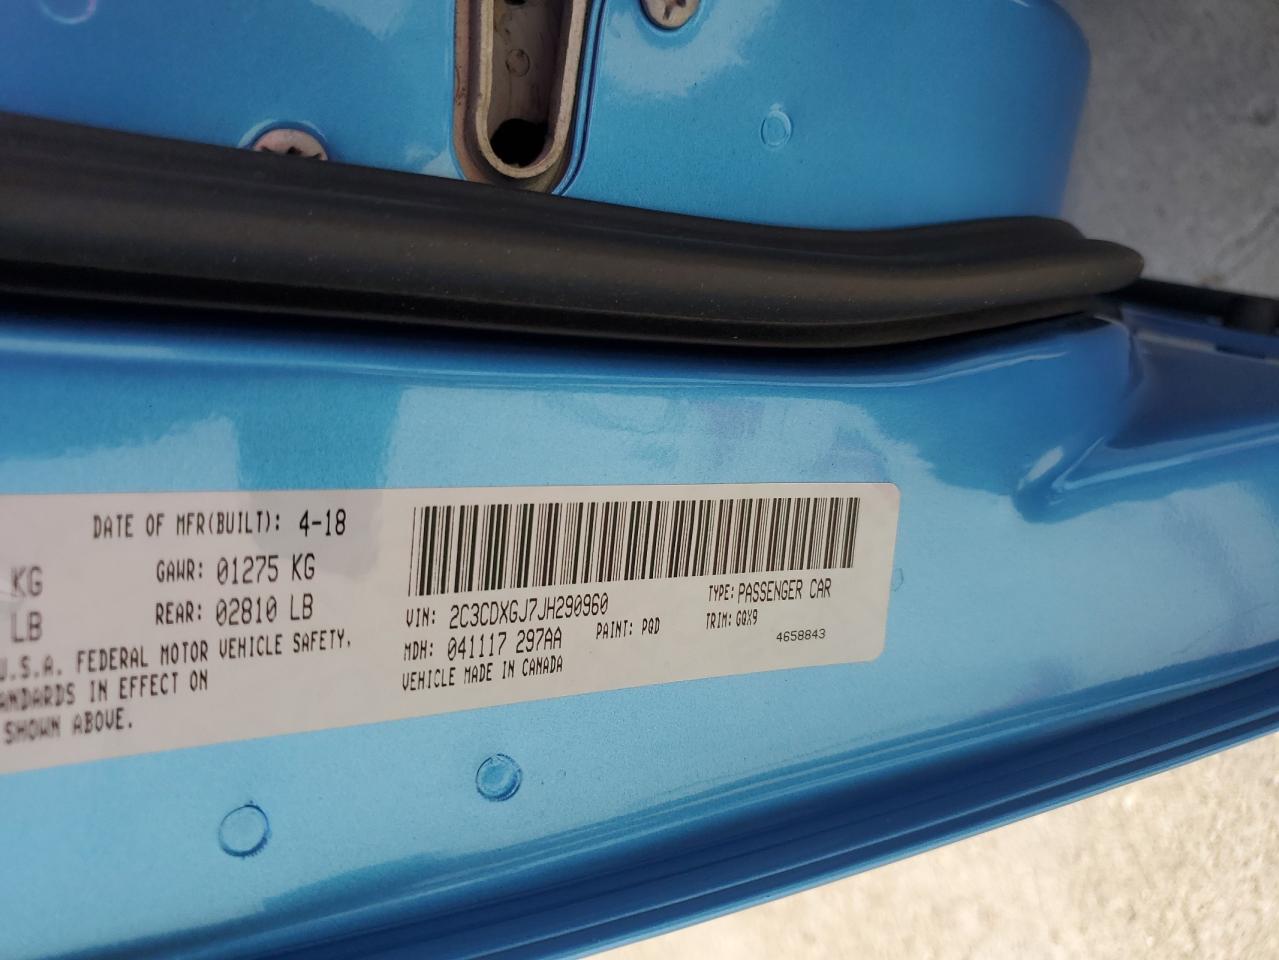 DATE OF MFR(BUILT): 4-18
KG GAWR: 01275 KG
LB REAR: 02810 LB
U.S.A. FEDERAL MOTOR VEHICLE SAFETY.
IN EFFECT ON
SHOWN ABOVE.
VIN: 2C3CDXGJ7JH290960 TYPE: PASSENGER CAR
MDH: 041117 297AA PAINT: PQD TRIM: GQX9
VEHICLE MADE IN CANADA 4658843